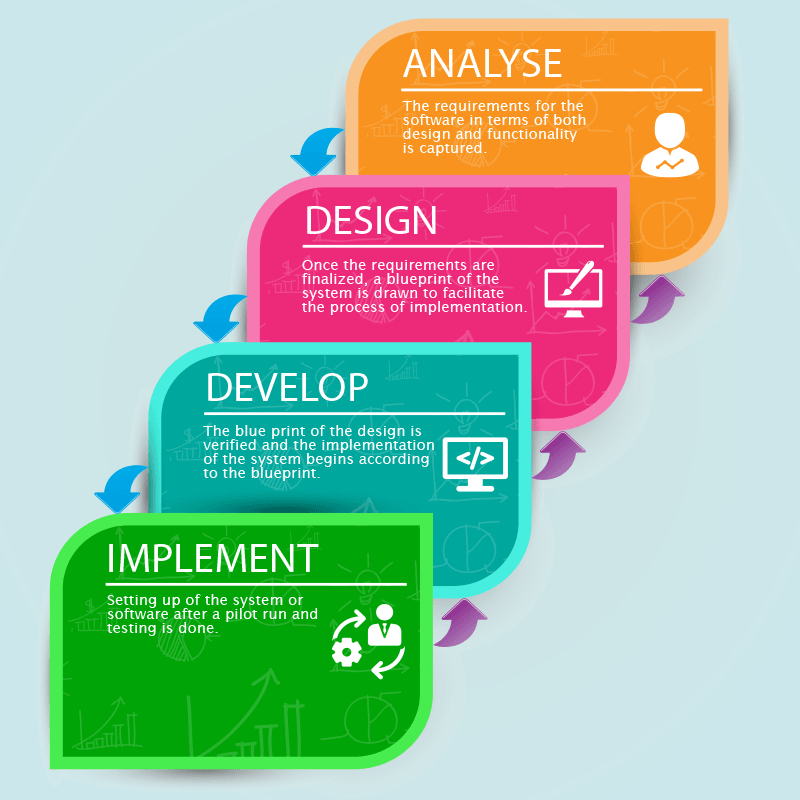 ANALYSE
The requirements for the
software in terms of both
design and functionality
is captured.
DESIGN
Once the requirements are
finalized, a blueprint of the
system is drawn to facilitate
the process of implementation.
DEVELOP
The blue print of the design is
verified and the implementation
of the system begins according
to the blueprint.
</>
IMPLEMENT
Setting up of the system or
software after a pilot run and
testing is done.